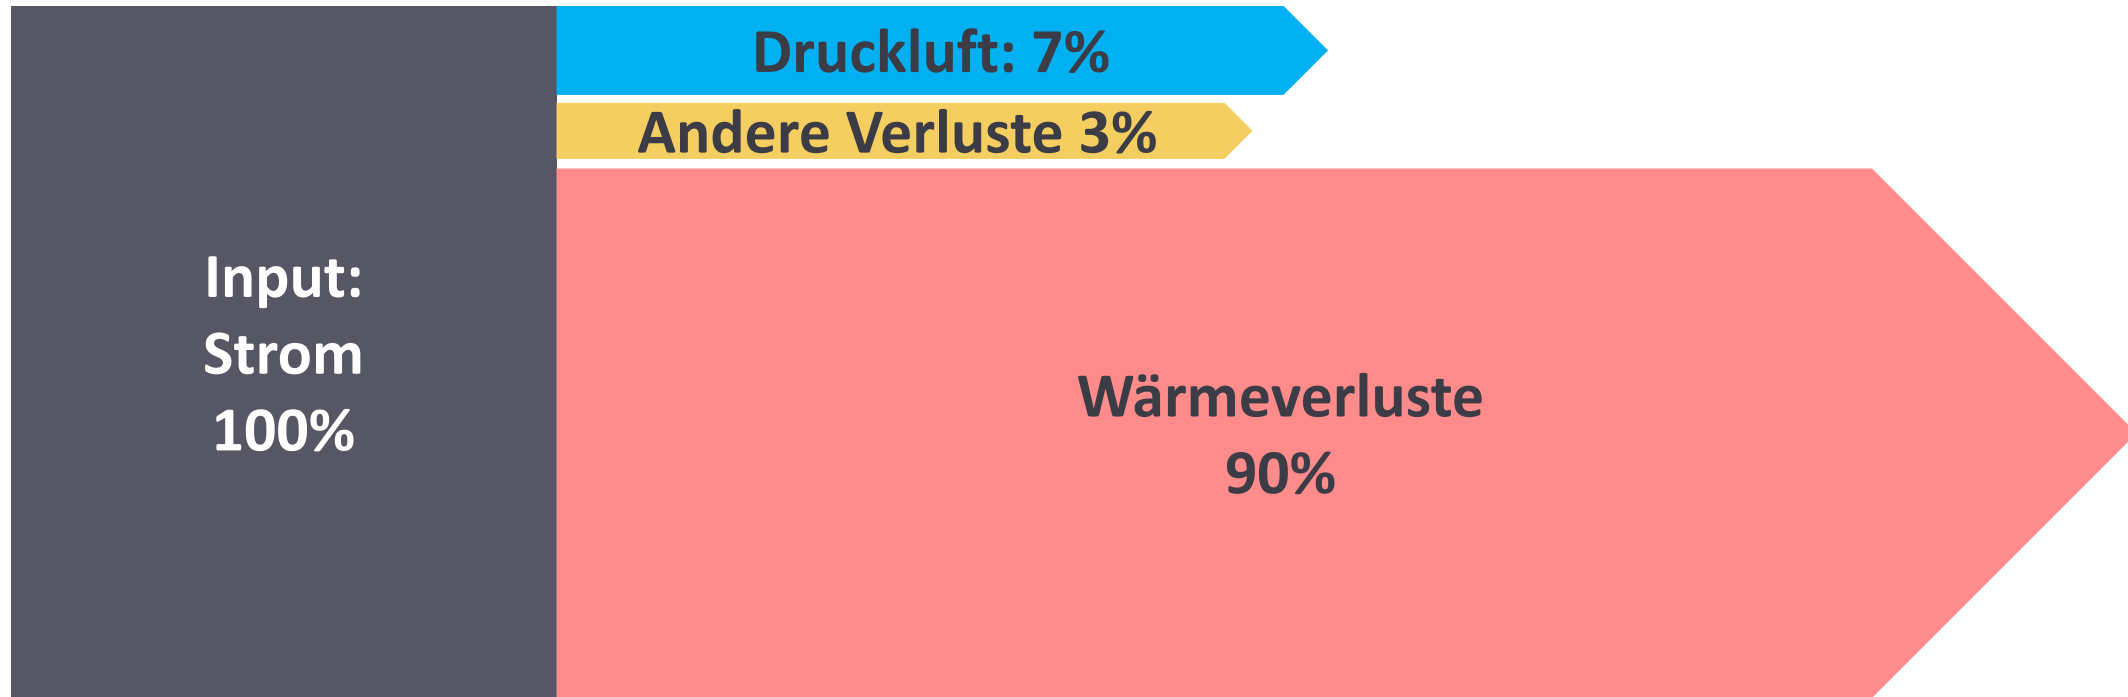 Druckluft: 7%
Andere Verluste 3%
Input:
Strom
100%
Wärmeverluste
90%